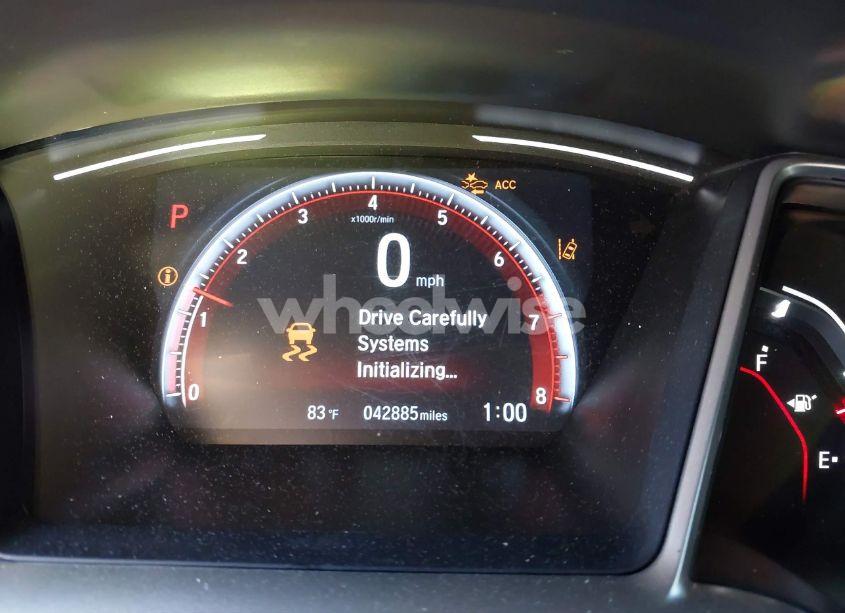 ACC
P
4
3
5
x1000r/min
2
6
0
mph
wheelwise
1
7
Drive Carefully
Systems
Initializing...
0
8
83 °F
042885 miles
1:00
F
E